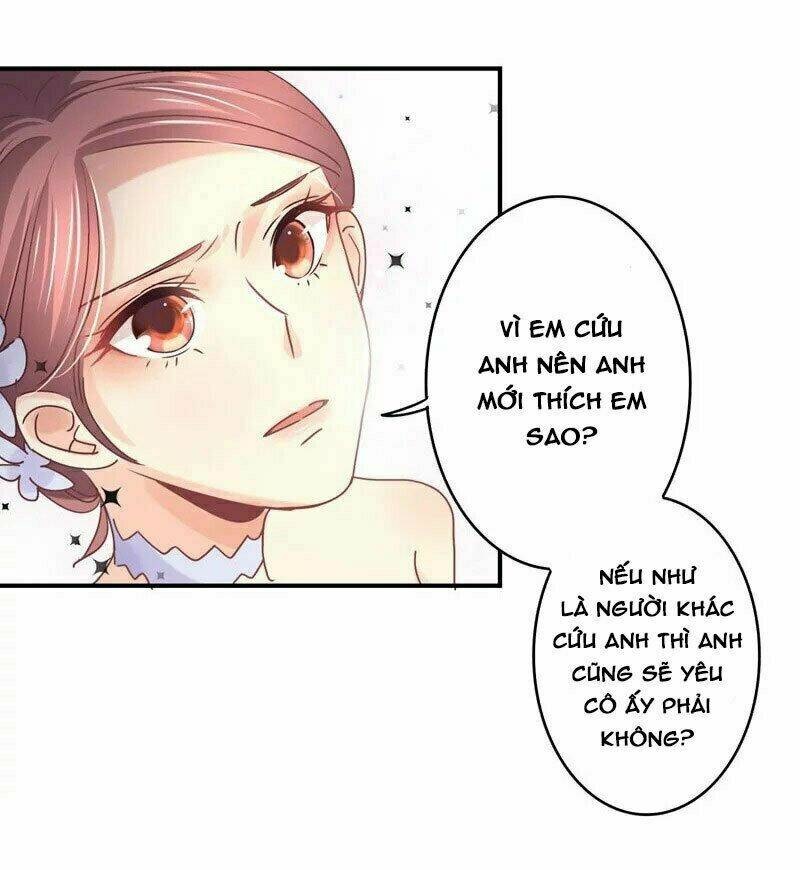 VÌ EM CỨU
ANH NÊN ANH
MỚI THÍCH EM
SAO?
NẾU NHƯ
LÀ NGƯỜI KHÁC
CỨU ANH THÌ ANH
CŨNG SẼ YÊU
CÔ ẤY PHẢI
KHÔNG?